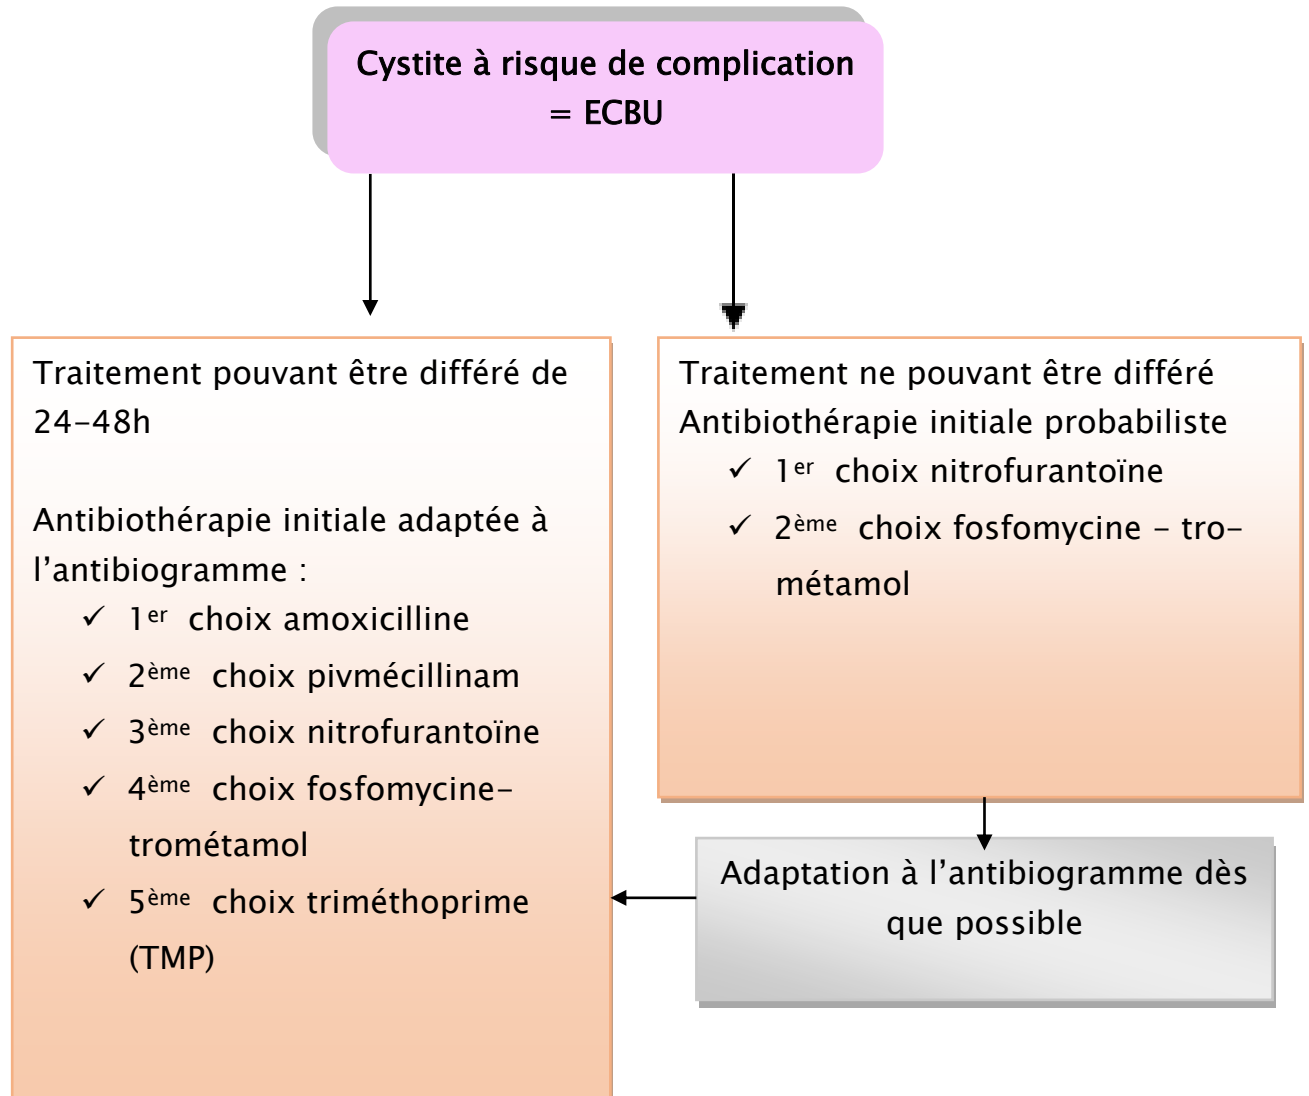 Cystite à risque de complication
= ECBU
Traitement pouvant être différé de
24-48h
Antibiothérapie initiale adaptée à
l'antibiogramme :
✓ 1er choix amoxicilline
✓ 2ème choix pivmécillinam
✓ 3ème choix nitrofurantoïne
✓ 4ème choix fosfomycine-
trométamol
✓ 5ème choix triméthoprime
(TMP)
Traitement ne pouvant être différé
Antibiothérapie initiale probabiliste
✓ 1er choix nitrofurantoïne
✓ 2ème choix fosfomycine - tro-
métamol
Adaptation à l'antibiogramme dès
que possible